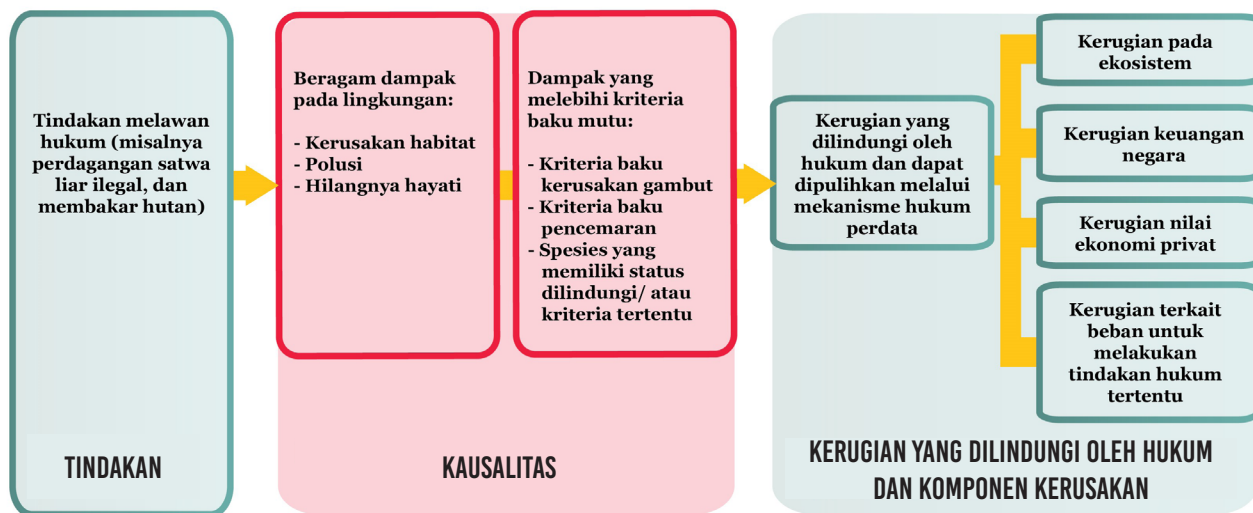 Tindakan melawan
hukum (misalnya
perdagangan satwa
liar ilegal, dan
membakar hutan)
TINDAKAN
Beragam dampak
pada lingkungan:
- Kerusakan habitat
- Polusi
- Hilangnya hayati
Dampak yang
melebihi kriteria
baku mutu:
- Kriteria baku
kerusakan gambut
- Kriteria baku
pencemaran
- Spesies yang
memiliki status
dilindungi/ atau
kriteria tertentu
KAUSALITAS
Kerugian yang
dilindungi oleh
hukum dan dapat
dipulihkan melalui
mekanisme hukum
perdata
Kerugian pada
ekosistem
Kerugian keuangan
negara
Kerugian nilai
ekonomi privat
Kerugian terkait
beban untuk
melakukan
tindakan hukum
tertentu
KERUGIAN YANG DILINDUNGI OLEH HUKUM
DAN KOMPONEN KERUSAKAN